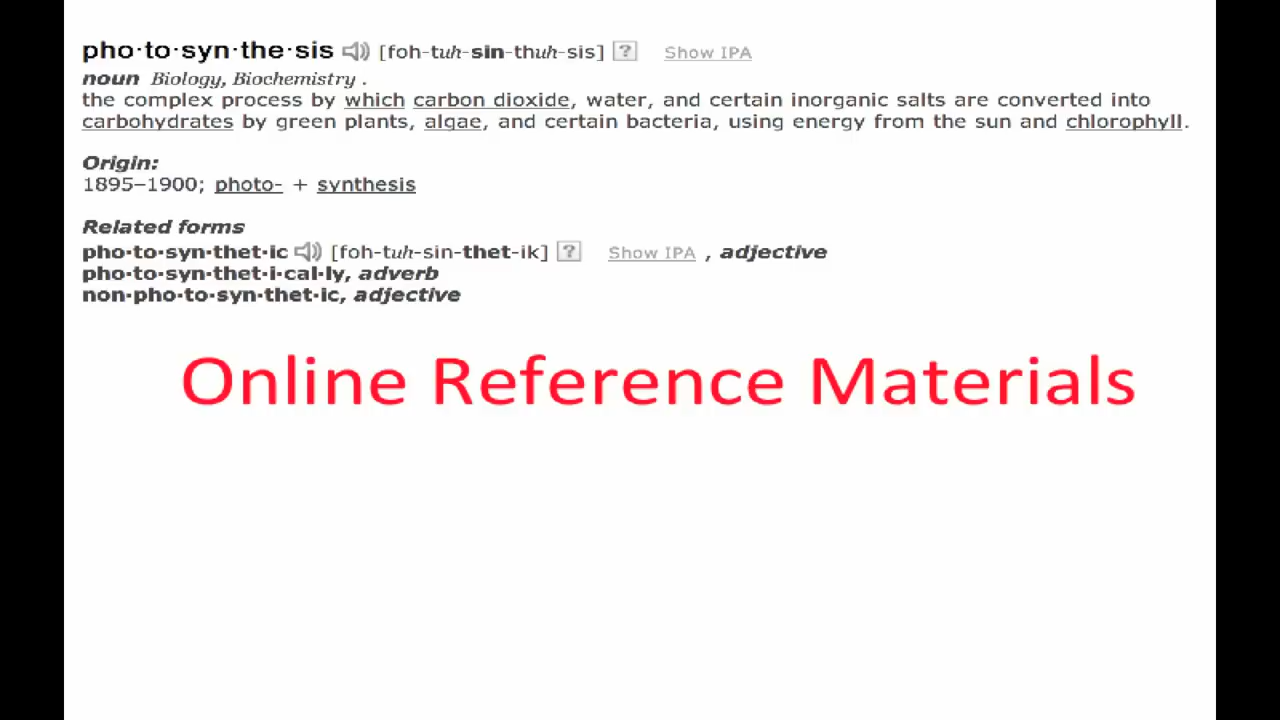 pho·to·syn·the·sis [foh-tuh-sin-thuh-sis] ? Show IPA
noun Biology, Biochemistry .
the complex process by which carbon dioxide, water, and certain inorganic salts are converted into
carbohydrates by green plants, algae, and certain bacteria, using energy from the sun and chlorophyll.
Origin:
1895–1900; photo- + synthesis
Related forms
pho·to·syn·thet·ic [foh-tuh-sin-thet-ik] ? Show IPA , adjective
pho·to·syn·thet·i·cal·ly, adverb
non·pho·to·syn·thet·ic, adjective
Online Reference Materials